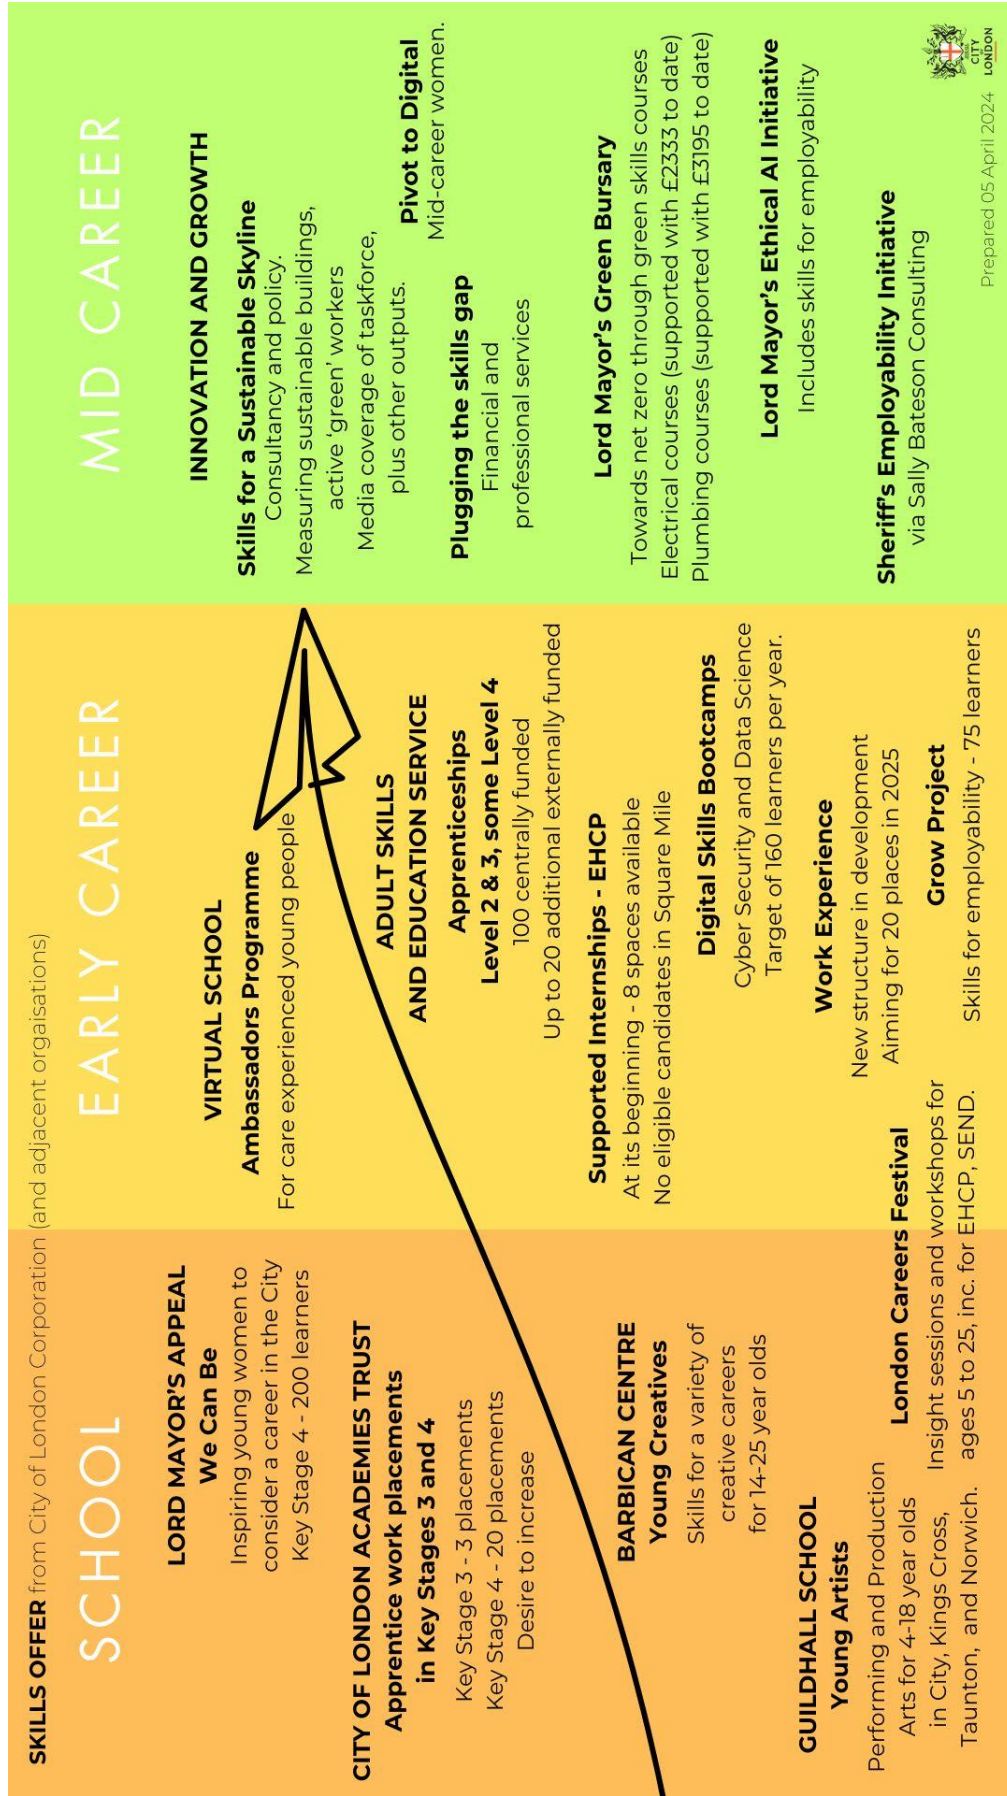 SKILLS OFFER from City of London Corporation (and adjacent orgaisations)
SCHOOL
LORD MAYOR'S APPEAL
We Can Be
Inspiring young women to
consider a career in the City
Key Stage 4 - 200 learners
CITY OF LONDON ACADEMIES TRUST
Apprentice work placements
in Key Stages 3 and 4
Key Stage 3 - 3 placements
Key Stage 4 - 20 placements
Desire to increase
BARBICAN CENTRE
Young Creatives
Skills for a variety of
creative careers
for 14-25 year olds
GUILDHALL SCHOOL
Young Artists
Performing and Production
Arts for 4-18 year olds
in City, Kings Cross,
Taunton, and Norwich.
London Careers Festival
Insight sessions and workshops for
ages 5 to 25, inc. for EHCP, SEND.
EARLY CAREER
VIRTUAL SCHOOL
Ambassadors Programme
For care experienced young people
ADULT SKILLS
AND EDUCATION SERVICE
Apprenticeships
Level 2 & 3, some Level 4
100 centrally funded
Up to 20 additional externally funded
Supported Internships - EHCP
At its beginning - 8 spaces available
No eligible candidates in Square Mile
Digital Skills Bootcamps
Cyber Security and Data Science
Target of 160 learners per year.
Work Experience
New structure in development
Aiming for 20 places in 2025
Grow Project
Skills for employability - 75 learners
MID CAREER
INNOVATION AND GROWTH
Skills for a Sustainable Skyline
Consultancy and policy.
Measuring sustainable buildings,
active 'green' workers
Media coverage of taskforce,
plus other outputs.
Pivot to Digital
Mid-career women.
Plugging the skills gap
Financial and
professional services
Lord Mayor's Green Bursary
Towards net zero through green skills courses
Electrical courses (supported with £2333 to date)
Plumbing courses (supported with £3195 to date)
Lord Mayor's Ethical AI Initiative
Includes skills for employability
Sheriff's Employability Initiative
via Sally Bateson Consulting
CITY
LONDON
Prepared 05 April 2024